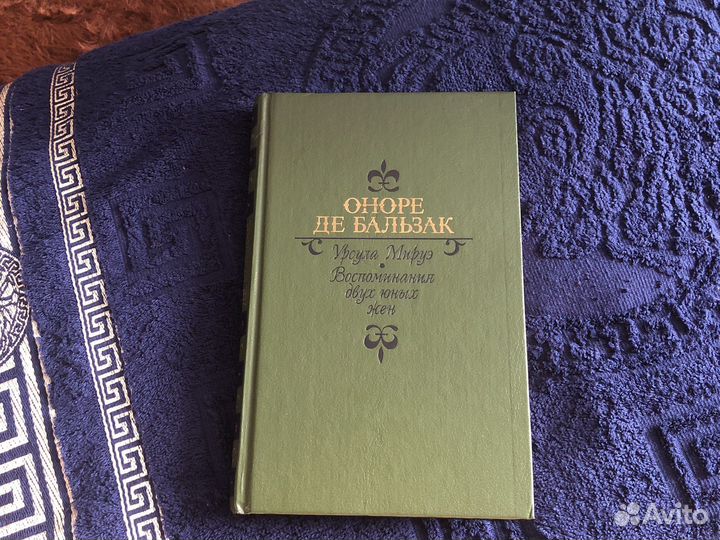 ОНОРЕ
ДЕ БАЛЬЗАК
Урсула Мируэ
Воспоминания
двух юных
жен
Avito